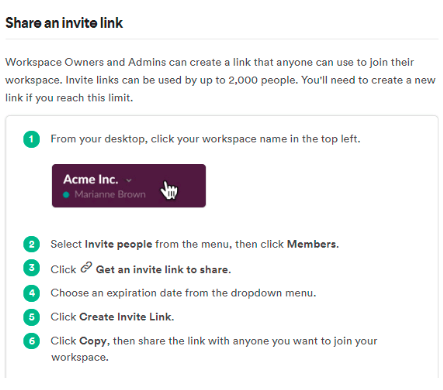 Share an invite link
Workspace Owners and Admins can create a link that anyone can use to join their
workspace. Invite links can be used by up to 2,000 people. You'll need to create a new
link if you reach this limit.
1 From your desktop, click your workspace name in the top left.
Acme Inc.
Marianne Brown
2 Select Invite people from the menu, then click Members.
3 Click Get an invite link to share.
4 Choose an expiration date from the dropdown menu.
5 Click Create Invite Link.
6 Click Copy, then share the link with anyone you want to join your
workspace.